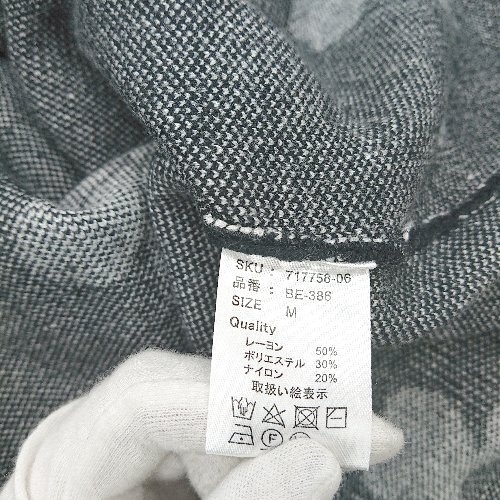 SKU : 717758-06
品番 : BE-386
SIZE M
Quality
レーヨン 50%
ポリエステル 30%
ナイロン 20%
取扱い絵表示